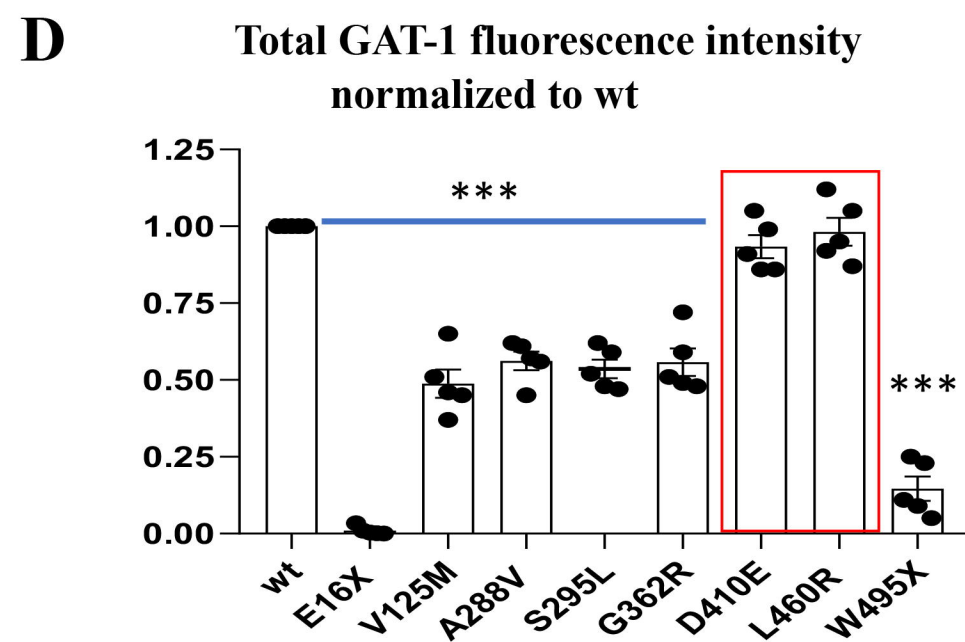 D
Total GAT-1 fluorescence intensity
normalized to wt
1.25
***
1.00
0.75
0.50
***
0.25
0.00
wt
E16X
V125M
A288V
S295L
G362R
D410E
L460R
W495X